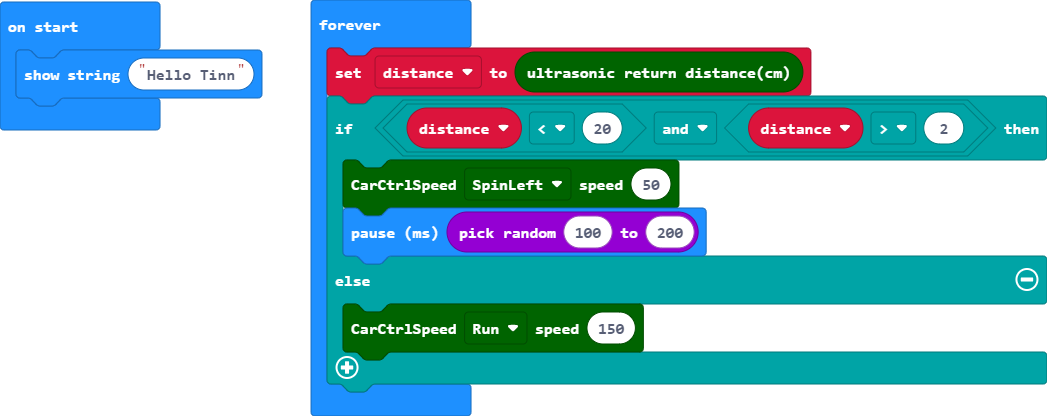 on start
show string "Hello Tinn"
forever
set distance to ultrasonic return distance(cm)
if distance < 20 and distance > 2 then
CarCtrlSpeed SpinLeft speed 50
pause (ms) pick random 100 to 200
else
CarCtrlSpeed Run speed 150